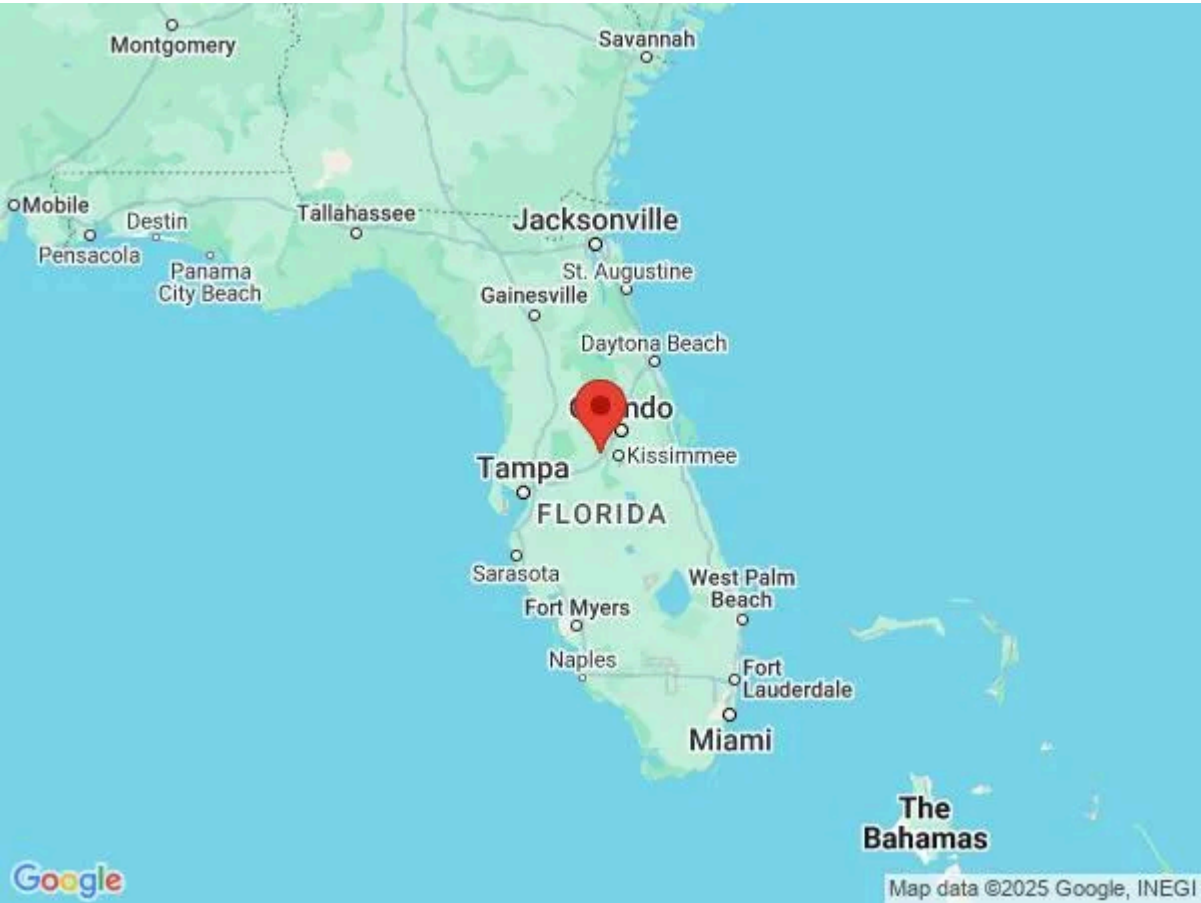 Montgomery
Savannah
Mobile
Destin
Pensacola
Panama
City Beach
Tallahassee
Jacksonville
St. Augustine
Gainesville
Daytona Beach
Kissimmee
Tampa
FLORIDA
Sarasota
West Palm
Beach
Fort Myers
Naples
Fort
Lauderdale
Miami
The
Bahamas
Google
Map data ©2025 Google, INEGI